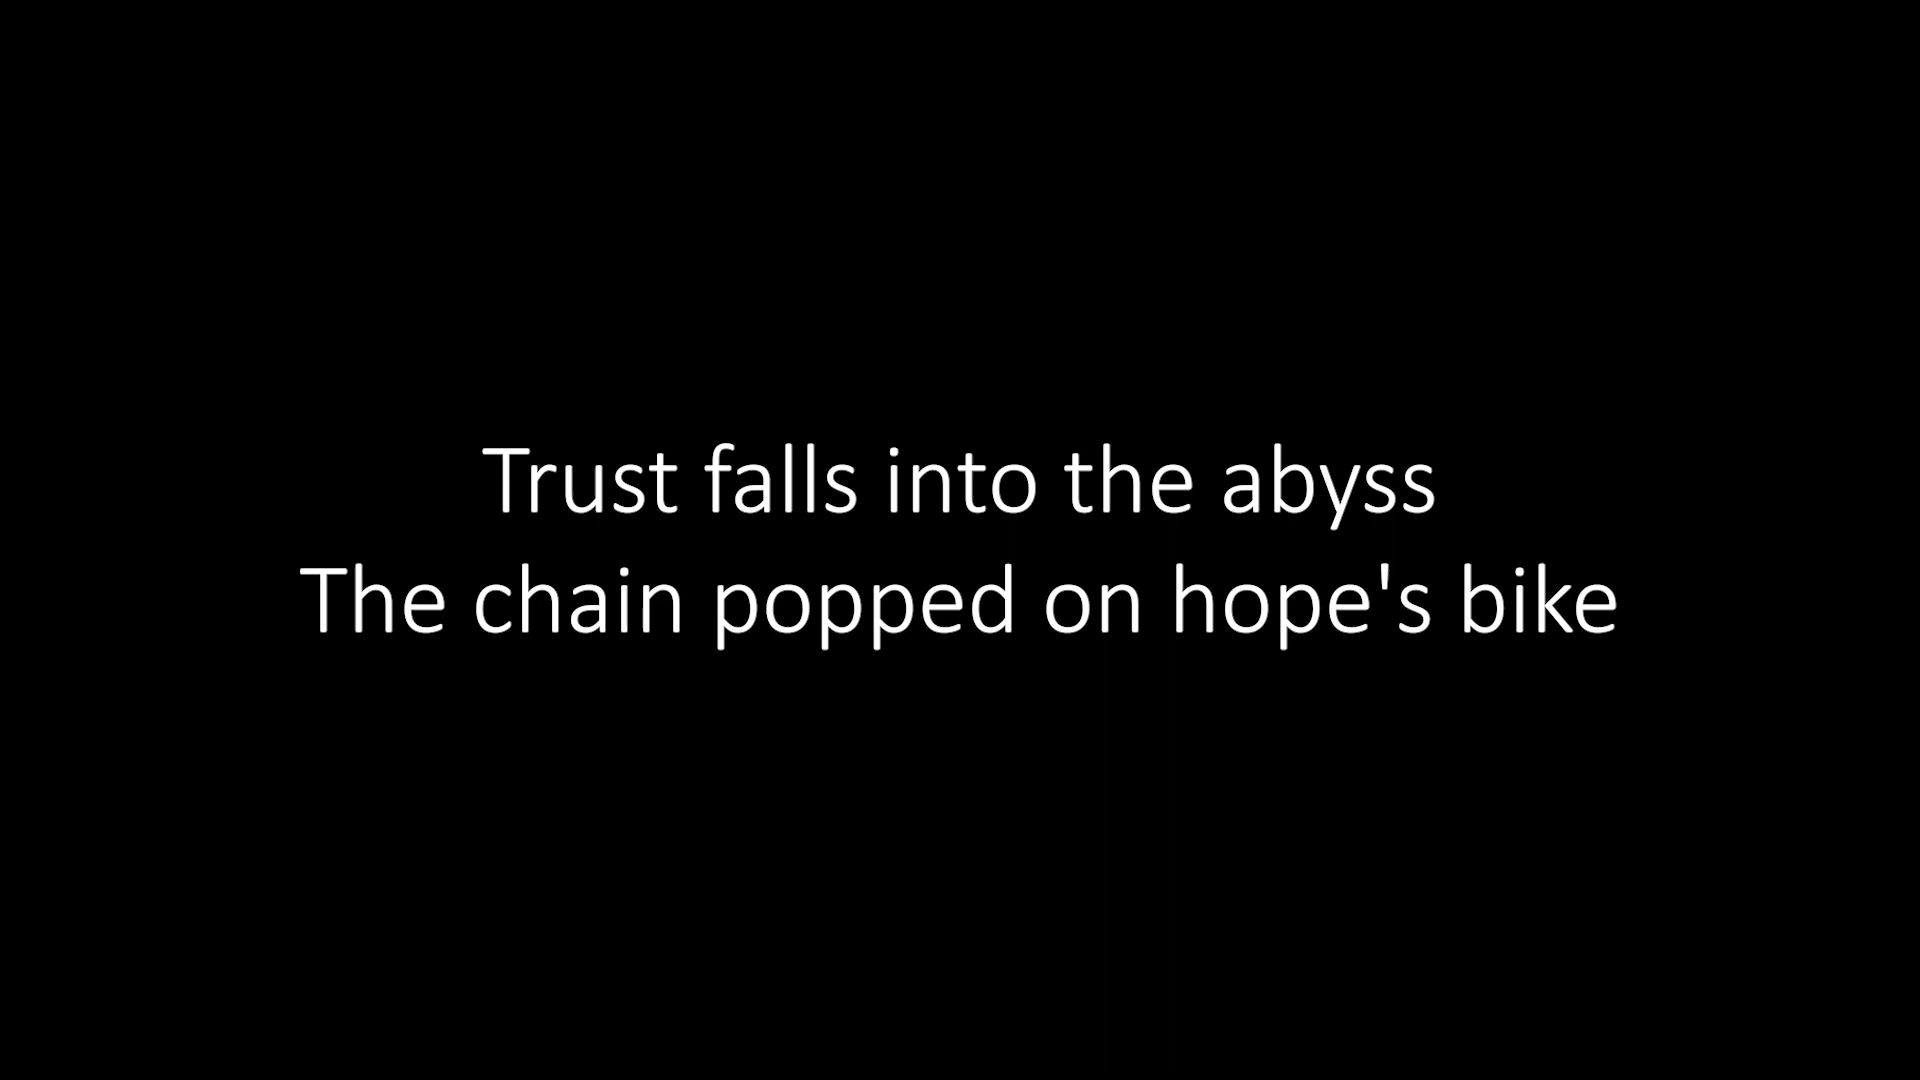 Trust falls into the abyss
The chain popped on hope's bike